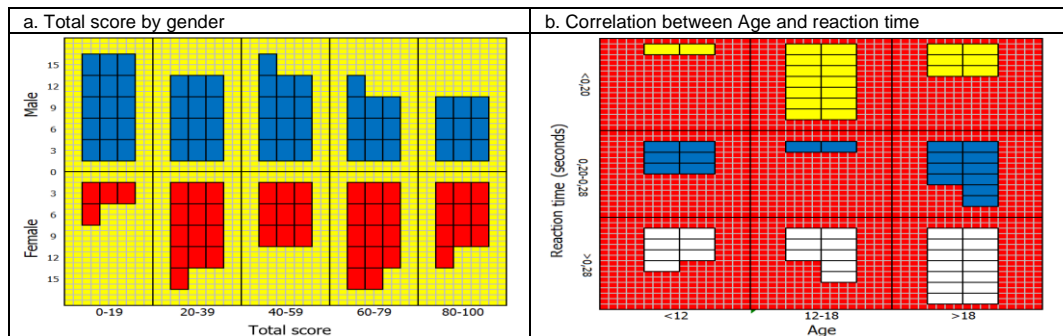 a. Total score by gender
b. Correlation between Age and reaction time
Male
15
12
9
6
3
0
Female
3
6
9
12
15
0-19 20-39 40-59 60-79 80-100
Total score
Reaction time (seconds)
<0,20
0,20-0,28
>0,28
<12 12-18 >18
Age